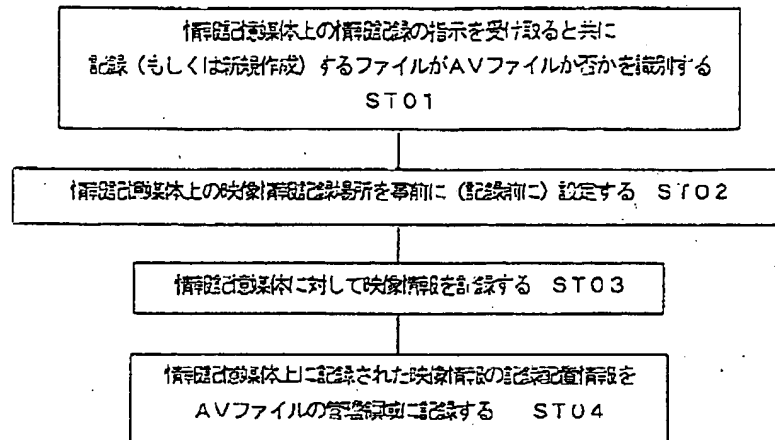 情報記憶媒体上の情報記録の指示を受け取ると共に
記録(もしくは新規作成)するファイルがAVファイルか否かを識別する
ST01
情報記憶媒体上の映像情報記録場所を事前に(記録前に)設定する ST02
情報記憶媒体に対して映像情報を記録する ST03
情報記憶媒体上に記録された映像情報の記録配置情報を
AVファイルの管理領域に記録する ST04